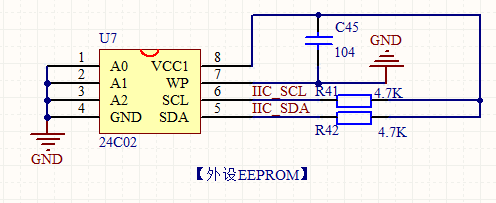 U7
C45
104
GND
1 A0 VCC1 8
2 A1 WP 7
3 A2 SCL 6 IIC_SCL R41 4.7K
4 GND SDA 5 IIC_SDA R42 4.7K
24C02
GND
【外设EEPROM】